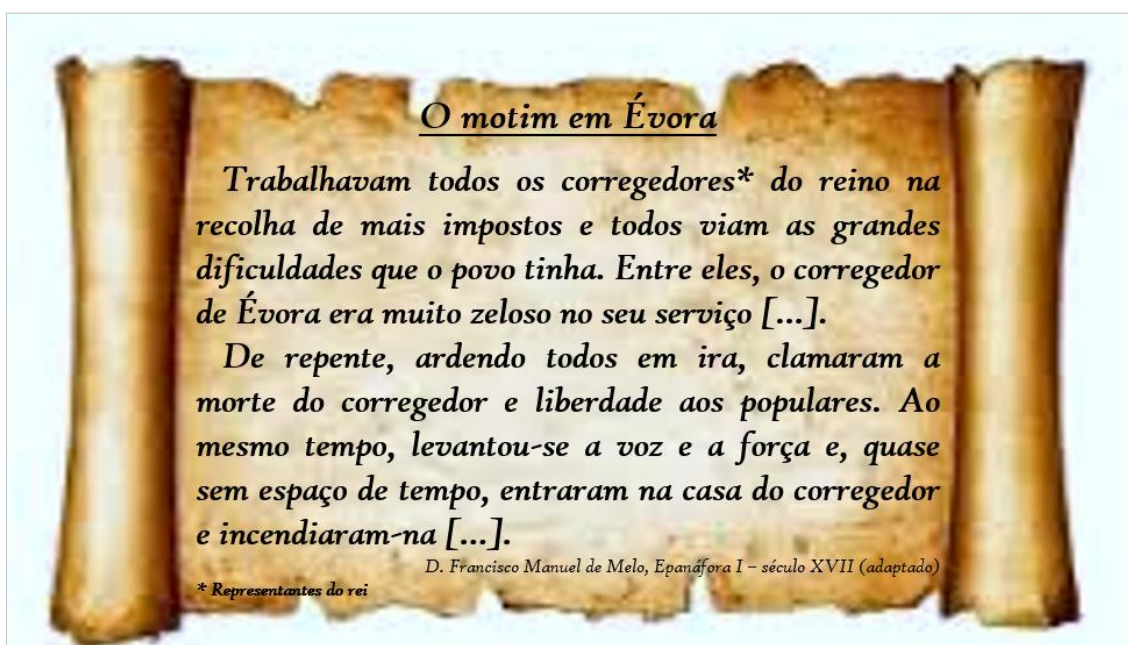 O motim em Évora
Trabalhavam todos os corregedores* do reino na
recolha de mais impostos e todos viam as grandes
dificuldades que o povo tinha. Entre eles, o corregedor
de Évora era muito zeloso no seu serviço [...].
De repente, ardendo todos em ira, clamaram a
morte do corregedor e liberdade aos populares. Ao
mesmo tempo, levantou-se a voz e a força e, quase
sem espaço de tempo, entraram na casa do corregedor
e incendiaram-na [...].
D. Francisco Manuel de Melo, Epanáfora I – século XVII (adaptado)
* Representantes do rei